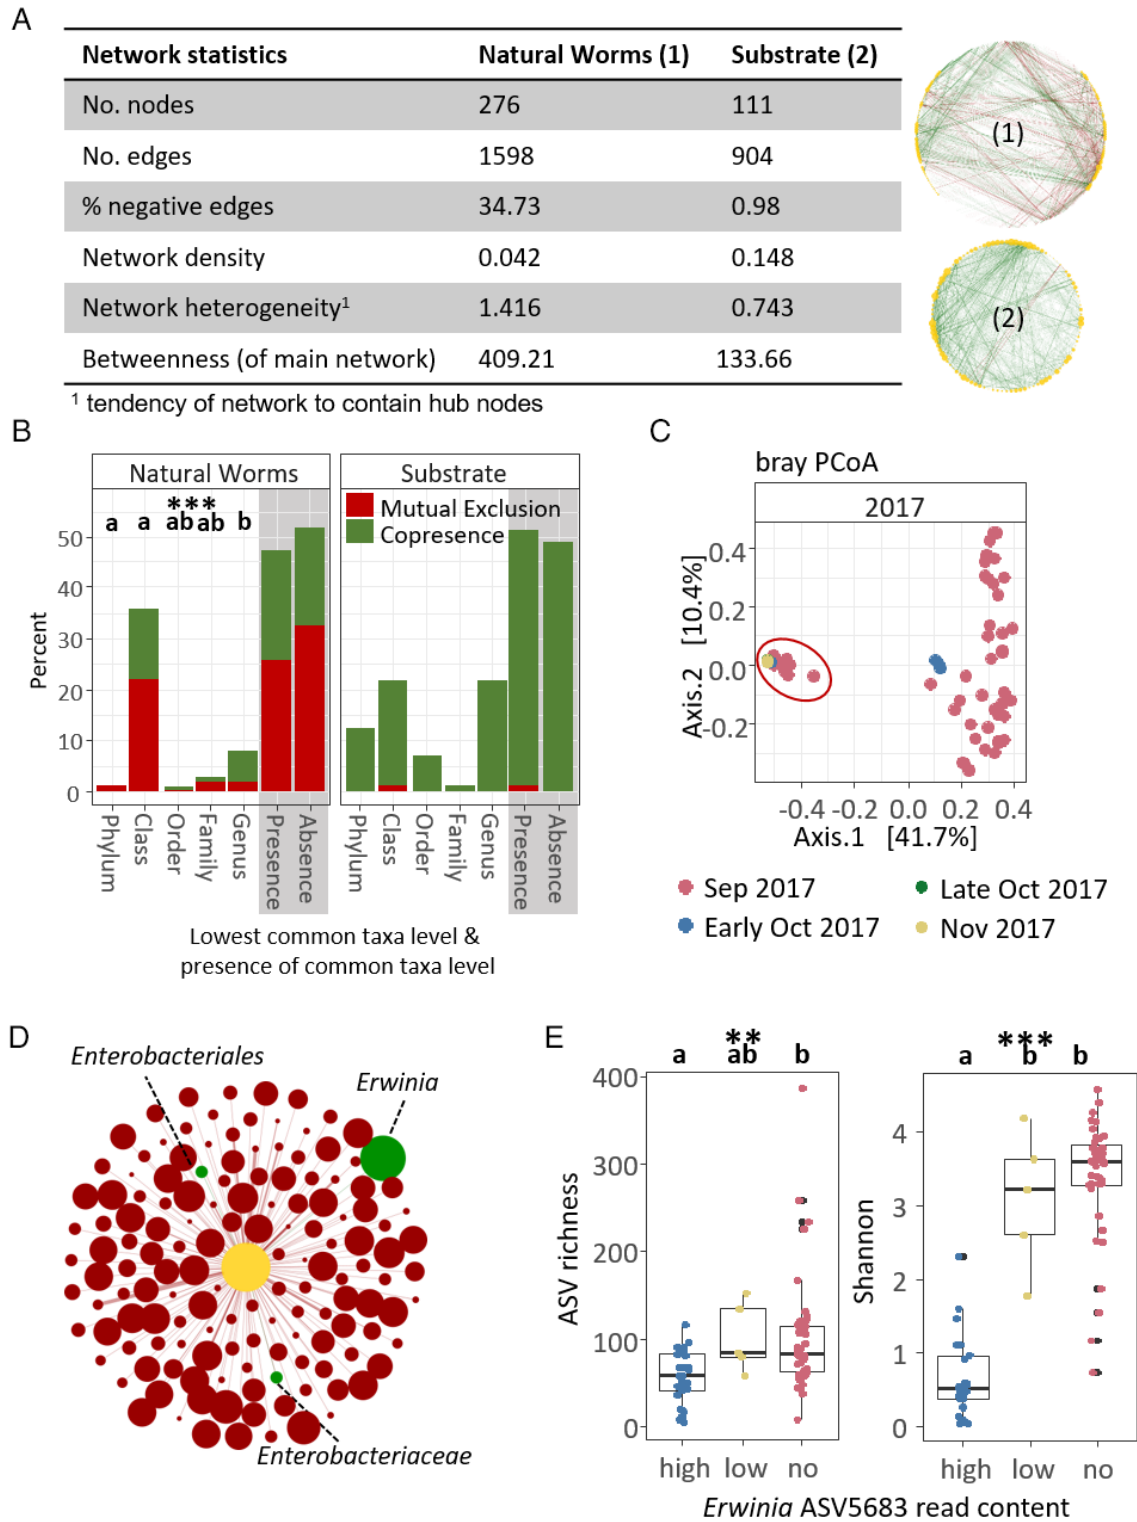 A
Network statistics Natural Worms (1) Substrate (2)
No. nodes 276 111
No. edges 1598 904
% negative edges 34.73 0.98
Network density 0.042 0.148
Network heterogeneity¹ 1.416 0.743
Betweenness (of main network) 409.21 133.66
¹ tendency of network to contain hub nodes
(1)
(2)
B
Natural Worms Substrate
***
a a ab ab b
Mutual Exclusion
Copresence
Percent
50
40
30
20
10
0
Phylum Class Order Family Genus Presence Absence Phylum Class Order Family Genus Presence Absence
Lowest common taxa level &
presence of common taxa level
C
bray PCoA
2017
Axis.2 [10.4%]
0.4
0.2
0.0
-0.2
-0.4 -0.2 0.0 0.2 0.4
Axis.1 [41.7%]
Sep 2017 Late Oct 2017
Early Oct 2017 Nov 2017
D
Enterobacteriales
Erwinia
Enterobacteriaceae
E
**
a ab b
ASV richness
400
300
200
100
0
high low no
***
a b b
Shannon
4
3
2
1
0
high low no
Erwinia ASV5683 read content